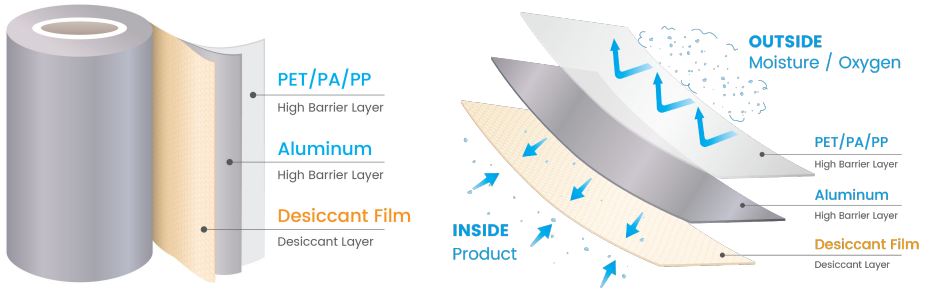 PET/PA/PP
High Barrier Layer
Aluminum
High Barrier Layer
Desiccant Film
Desiccant Layer
OUTSIDE
Moisture / Oxygen
PET/PA/PP
High Barrier Layer
Aluminum
High Barrier Layer
INSIDE
Product
Desiccant Film
Desiccant Layer